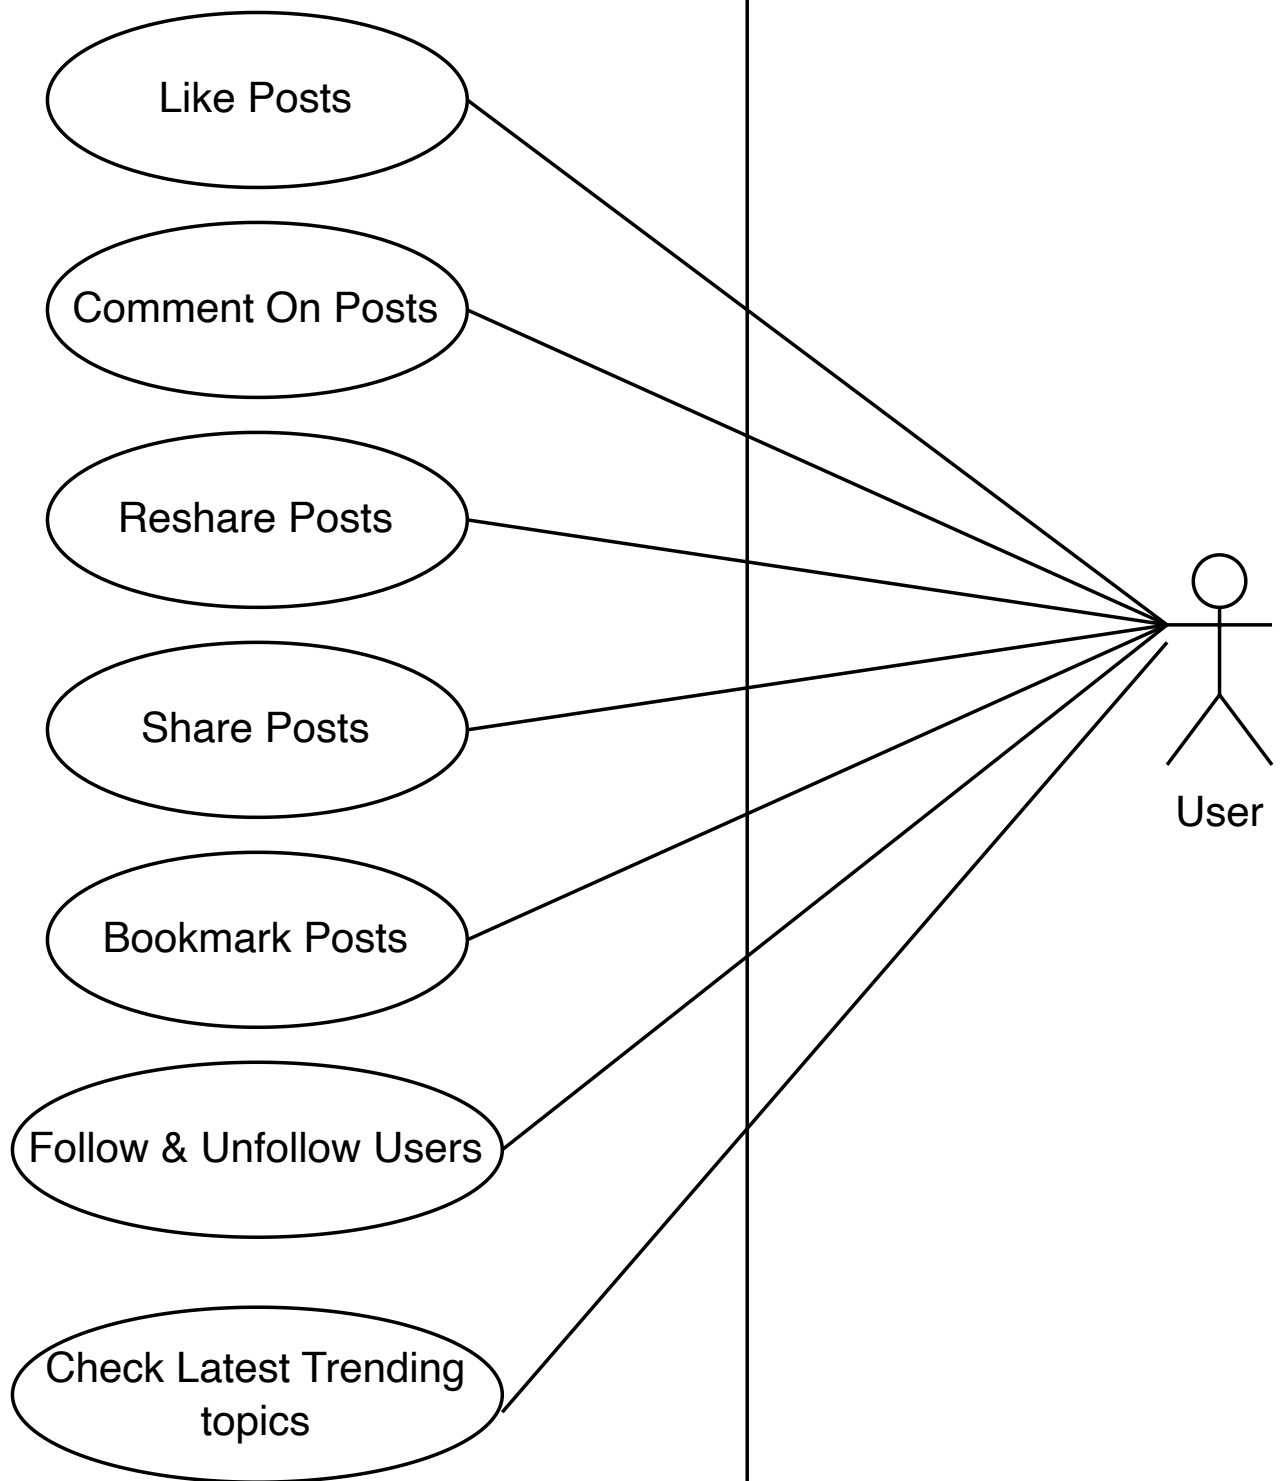 Like Posts
Comment On Posts
Reshare Posts
Share Posts
User
Bookmark Posts
Follow & Unfollow Users
Check Latest Trending
topics